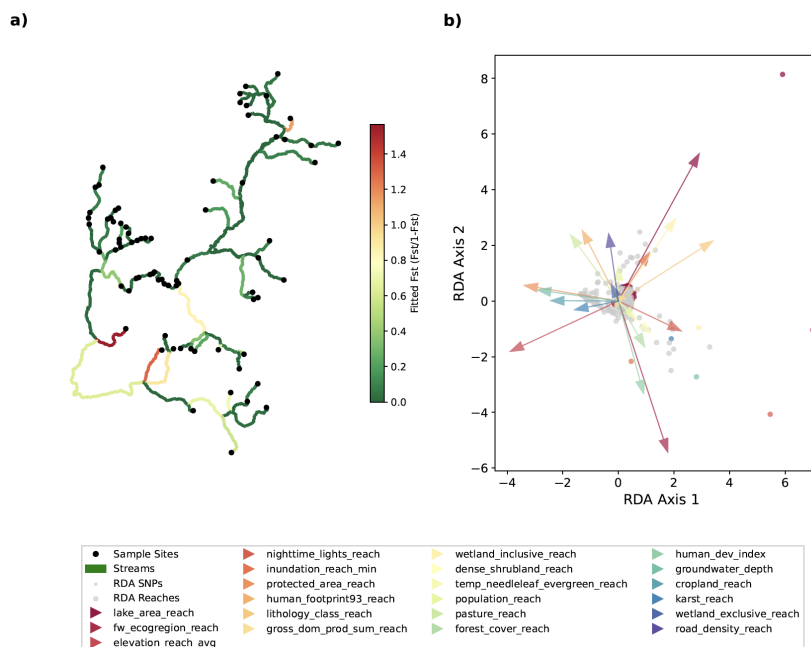 a)
b)
1.4
1.2
1.0
0.8
0.6
0.4
0.2
0.0
Fitted Fst (Fst/1-Fst)
8
6
4
2
0
−2
−4
−6
RDA Axis 2
−4
−2
0
2
4
6
RDA Axis 1
Sample Sites
Streams
RDA SNPs
RDA Reaches
lake_area_reach
fw_ecogregion_reach
elevation_reach_avg
nighttime_lights_reach
inundation_reach_min
protected_area_reach
human_footprint93_reach
lithology_class_reach
gross_dom_prod_sum_reach
wetland_inclusive_reach
dense_shrubland_reach
temp_needleleaf_evergreen_reach
population_reach
pasture_reach
forest_cover_reach
human_dev_index
groundwater_depth
cropland_reach
karst_reach
wetland_exclusive_reach
road_density_reach